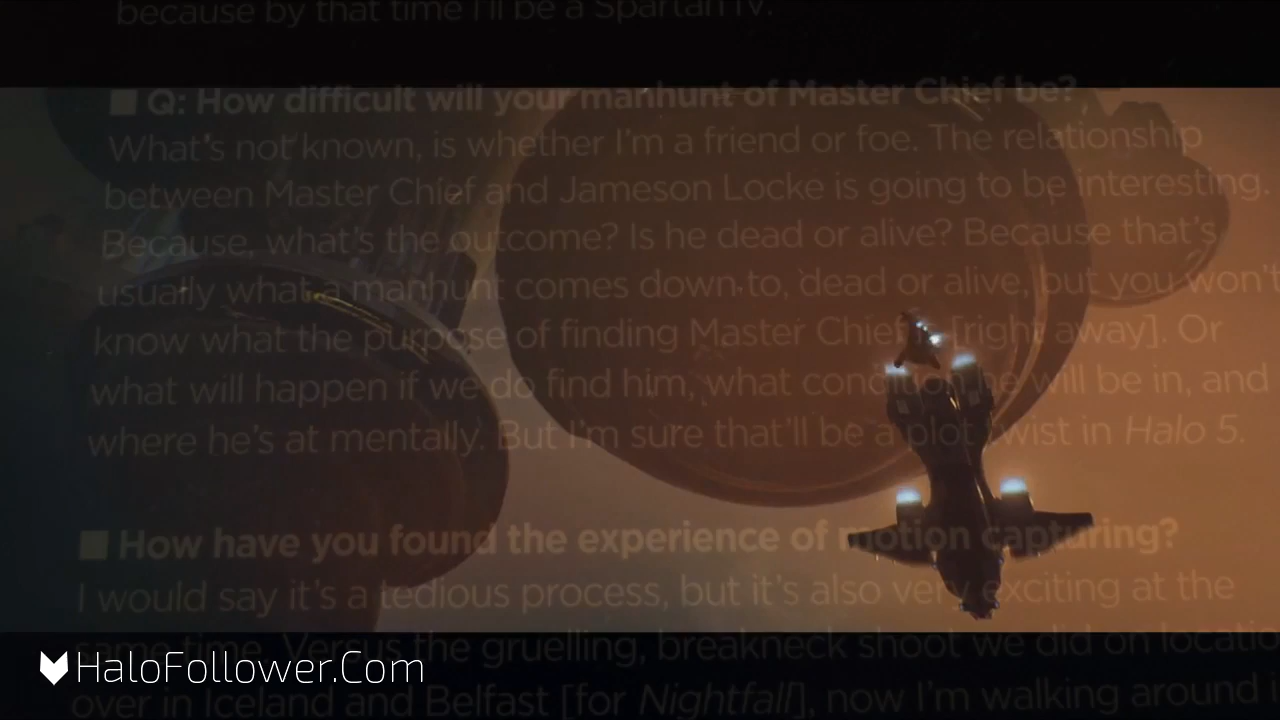 because by that time I'll be a Spartan IV.
Q: How difficult will your manhunt of Master Chief be?
What's not known, is whether I'm a friend or foe. The relationship
between Master Chief and Jameson Locke is going to be interesting.
Because, what's the outcome? Is he dead or alive? Because that's
usually what a manhunt comes down to, dead or alive, but you won't
know what the purpose of finding Master Chief is [right away]. Or
what will happen if we do find him, what condition he will be in, and
where he's at mentally. But I'm sure that'll be a plot twist in Halo 5.
How have you found the experience of motion capturing?
I would say it's a tedious process, but it's also very exciting at the
same time. Versus the gruelling, breakneck shoot we did on locatio
HaloFollower.Com
over in Iceland and Belfast [for Nightfall], now I'm walking around